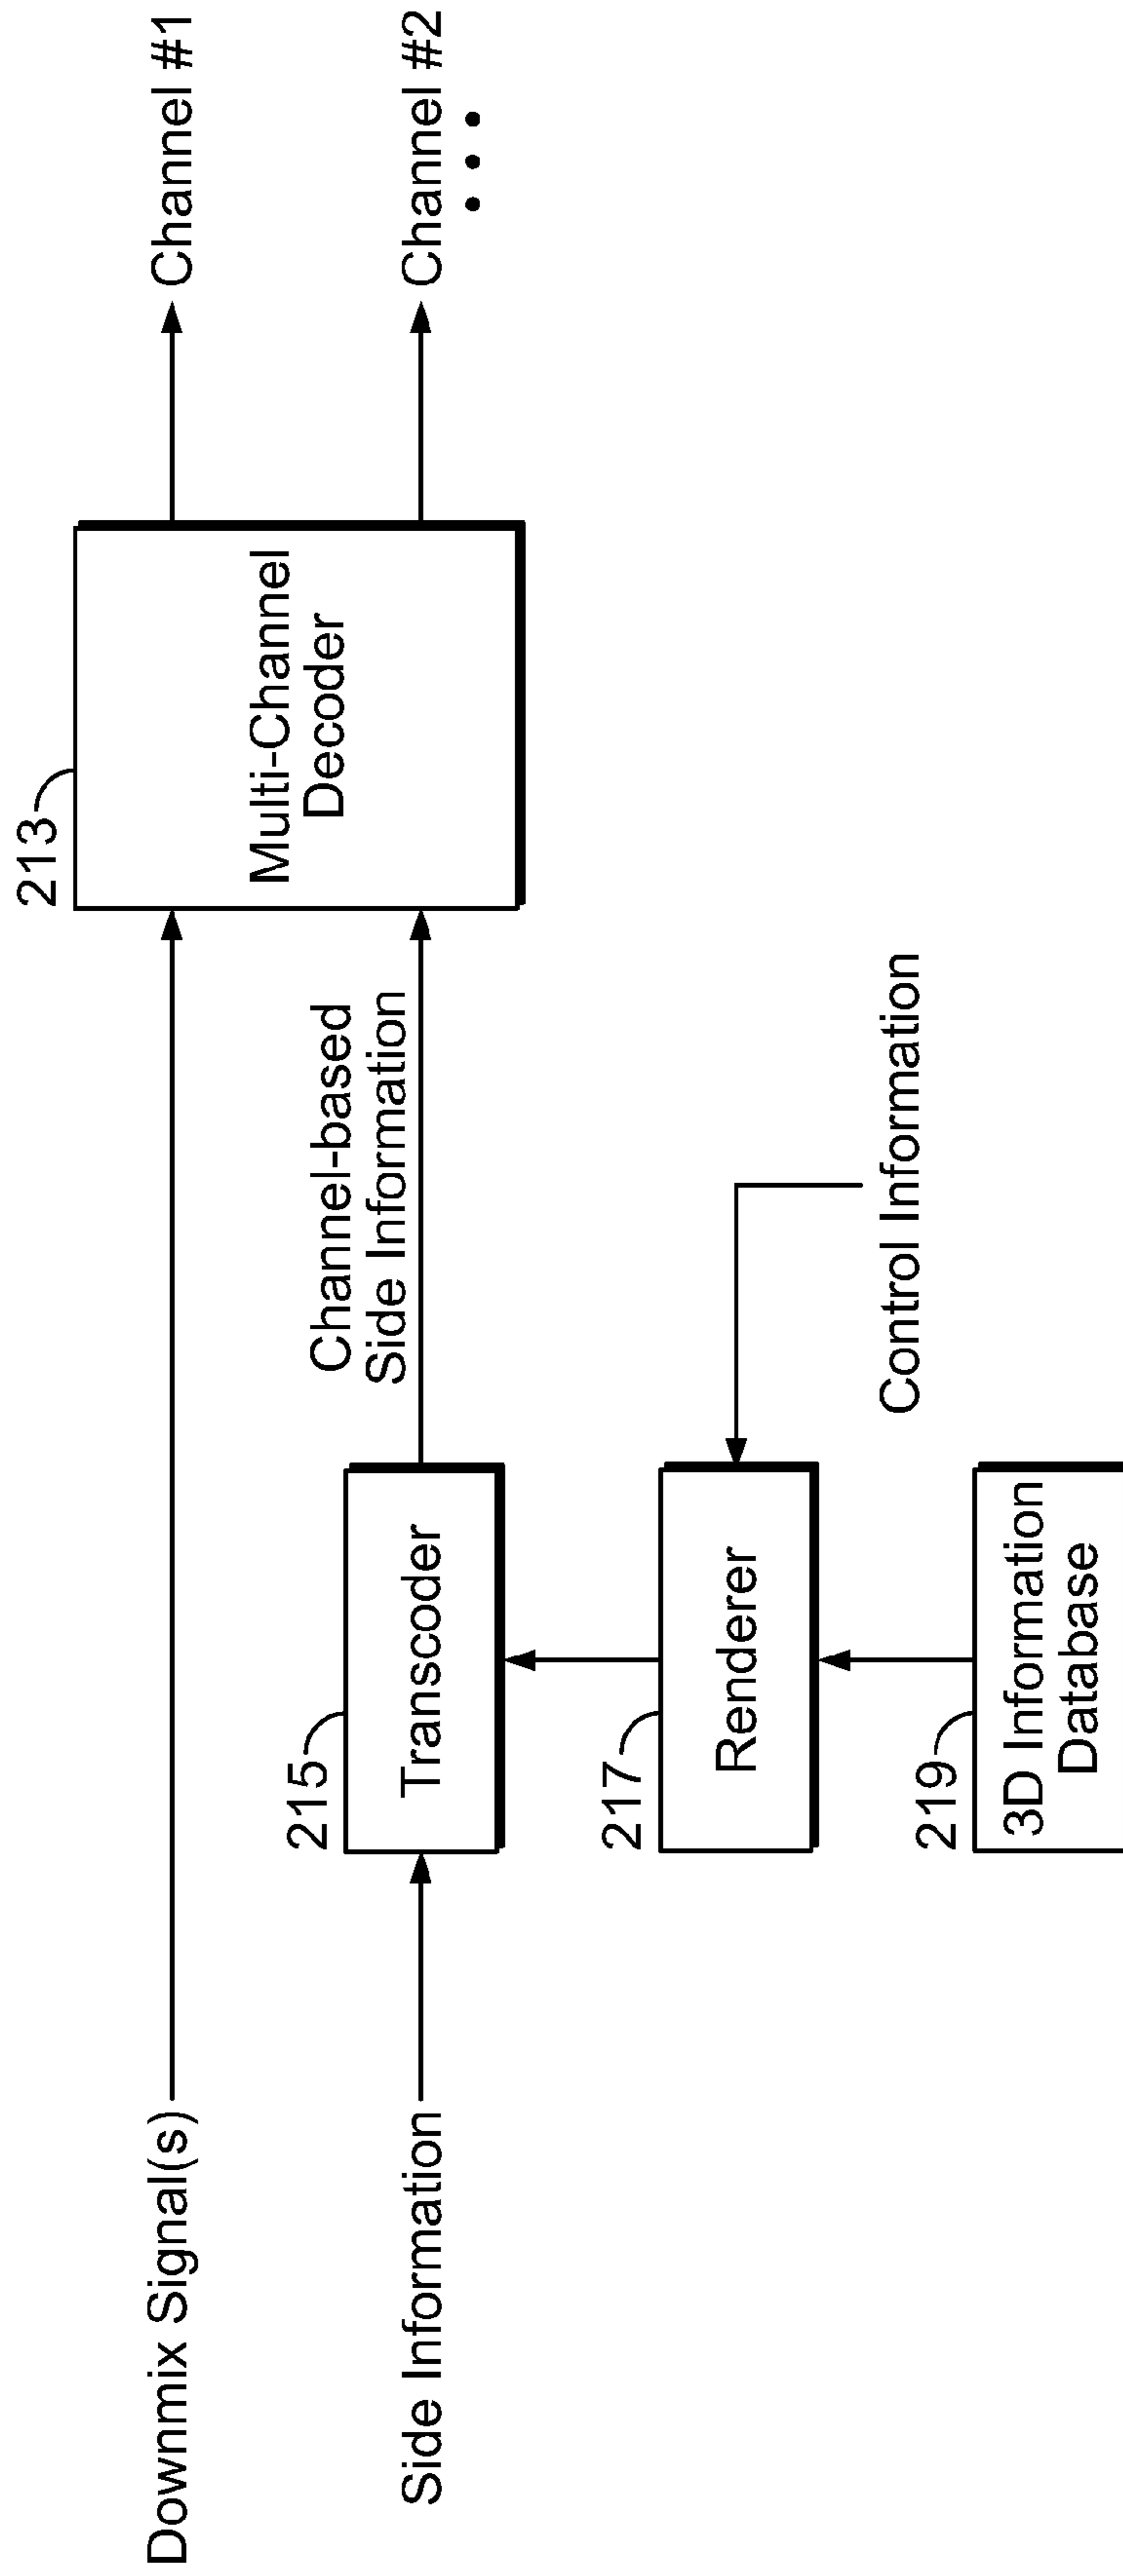 Downmix Signal(s)
213
Multi-Channel
Decoder
Channel #1
Channel #2
Side Information
215
Transcoder
Channel-based
Side Information
217
Renderer
Control Information
219
3D Information
Database